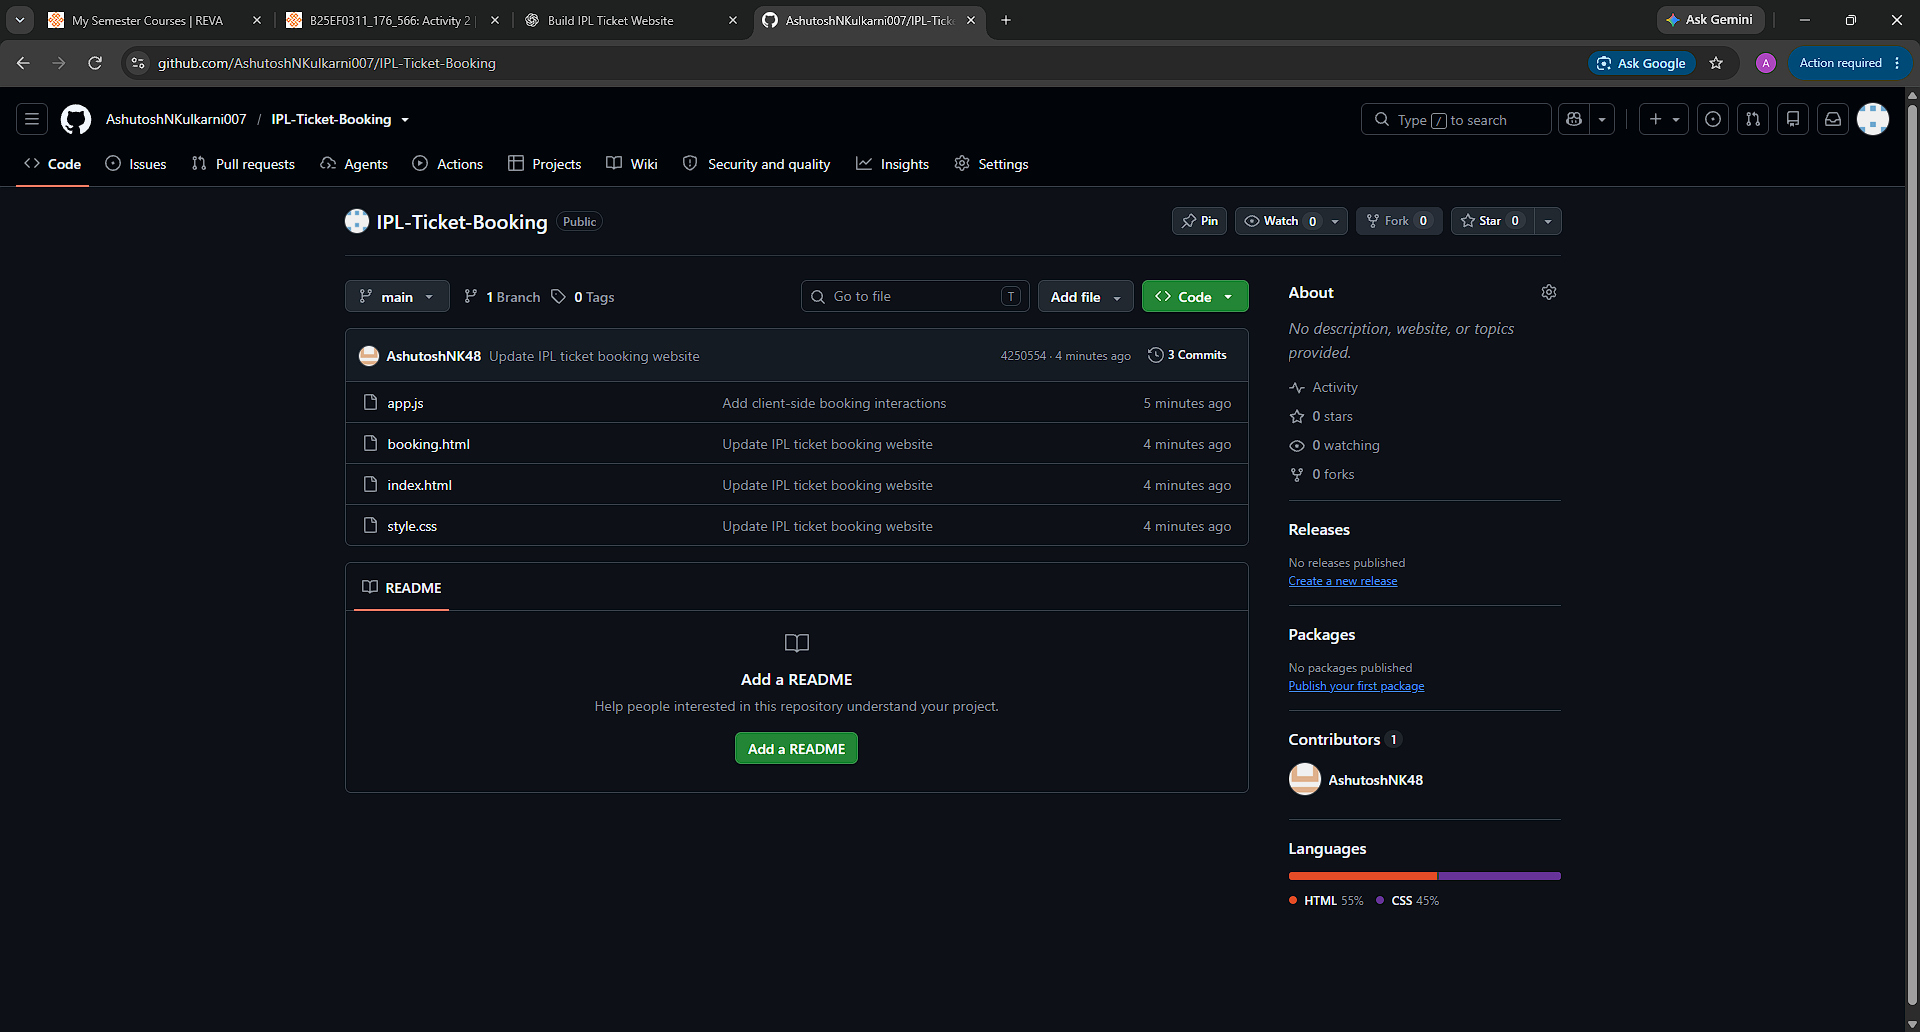 My Semester Courses | REVA
B25EF0311_176_566: Activity 2 |
Build IPL Ticket Website
AshutoshNKulkarni007/IPL-Ticke
Ask Gemini
github.com/AshutoshNKulkarni007/IPL-Ticket-Booking
Ask Google
A
Action required
AshutoshNKulkarni007 / IPL-Ticket-Booking
Type / to search
Code
Issues
Pull requests
Agents
Actions
Projects
Wiki
Security and quality
Insights
Settings
IPL-Ticket-Booking Public
Pin
Watch 0
Fork 0
Star 0
main
1 Branch
0 Tags
Go to file T
Add file
Code
AshutoshNK48 Update IPL ticket booking website 4250554 · 4 minutes ago 3 Commits
app.js Add client-side booking interactions 5 minutes ago
booking.html Update IPL ticket booking website 4 minutes ago
index.html Update IPL ticket booking website 4 minutes ago
style.css Update IPL ticket booking website 4 minutes ago
README
Add a README
Help people interested in this repository understand your project.
Add a README
About
No description, website, or topics
provided.
Activity
0 stars
0 watching
0 forks
Releases
No releases published
Create a new release
Packages
No packages published
Publish your first package
Contributors 1
AshutoshNK48
Languages
HTML 55% CSS 45%